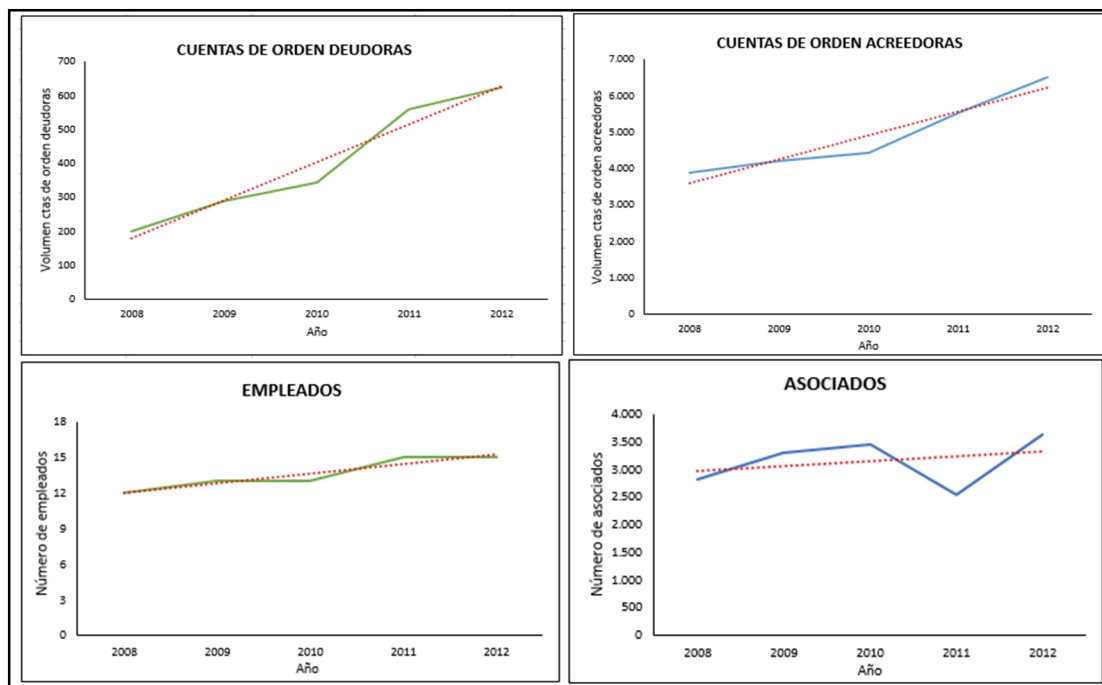 CUENTAS DE ORDEN DEUDORAS
Volumen ctas de orden deudoras
700
600
500
400
300
200
100
0
2008 2009 2010 2011 2012
Año
CUENTAS DE ORDEN ACREEDORAS
Volumen ctas de orden acreedoras
7.000
6.000
5.000
4.000
3.000
2.000
1.000
0
2008 2009 2010 2011 2012
Año
EMPLEADOS
Número de empleados
18
15
12
9
6
3
0
2008 2009 2010 2011 2012
Año
ASOCIADOS
Número de asociados
4.000
3.500
3.000
2.500
2.000
1.500
1.000
500
0
2008 2009 2010 2011 2012
Año